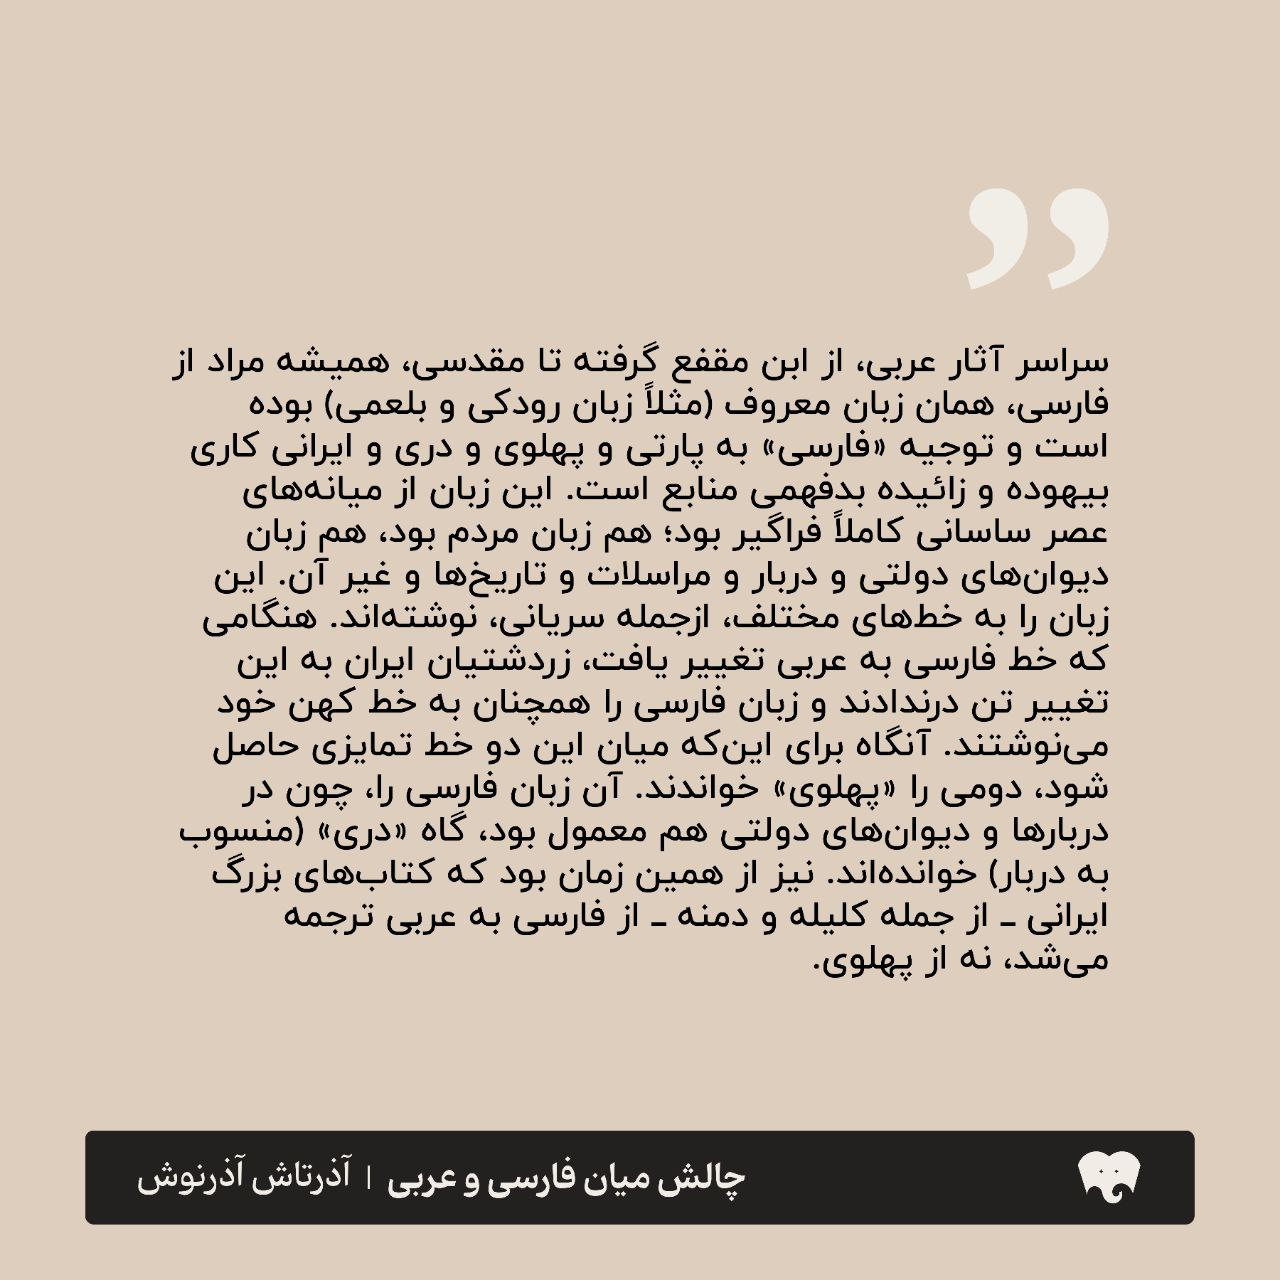 ”
سراسر آثار عربی، از ابن مقفع گرفته تا مقدسی، همیشه مراد از
فارسی، همان زبان معروف (مثلاً زبان رودکی و بلعمی) بوده
است و توجیه «فارسی» به پارتی و پهلوی و دری و ایرانی کاری
بیهوده و زائیده بدفهمی منابع است. این زبان از میانه‌های
عصر ساسانی کاملاً فراگیر بود؛ هم زبان مردم بود، هم زبان
دیوان‌های دولتی و دربار و مراسلات و تاریخ‌ها و غیر آن. این
زبان را به خط‌های مختلف، ازجمله سریانی، نوشته‌اند. هنگامی
که خط فارسی به عربی تغییر یافت، زردشتیان ایران به این
تغییر تن درندادند و زبان فارسی را همچنان به خط کهن خود
می‌نوشتند. آنگاه برای این‌که میان این دو خط تمایزی حاصل
شود، دومی را «پهلوی» خواندند. آن زبان فارسی را، چون در
دربارها و دیوان‌های دولتی هم معمول بود، گاه «دری» (منسوب
به دربار) خوانده‌اند. نیز از همین زمان بود که کتاب‌های بزرگ
ایرانی ـ از جمله کلیله و دمنه ـ از فارسی به عربی ترجمه
می‌شد، نه از پهلوی.
چالش میان فارسی و عربی | آذرتاش آذرنوش